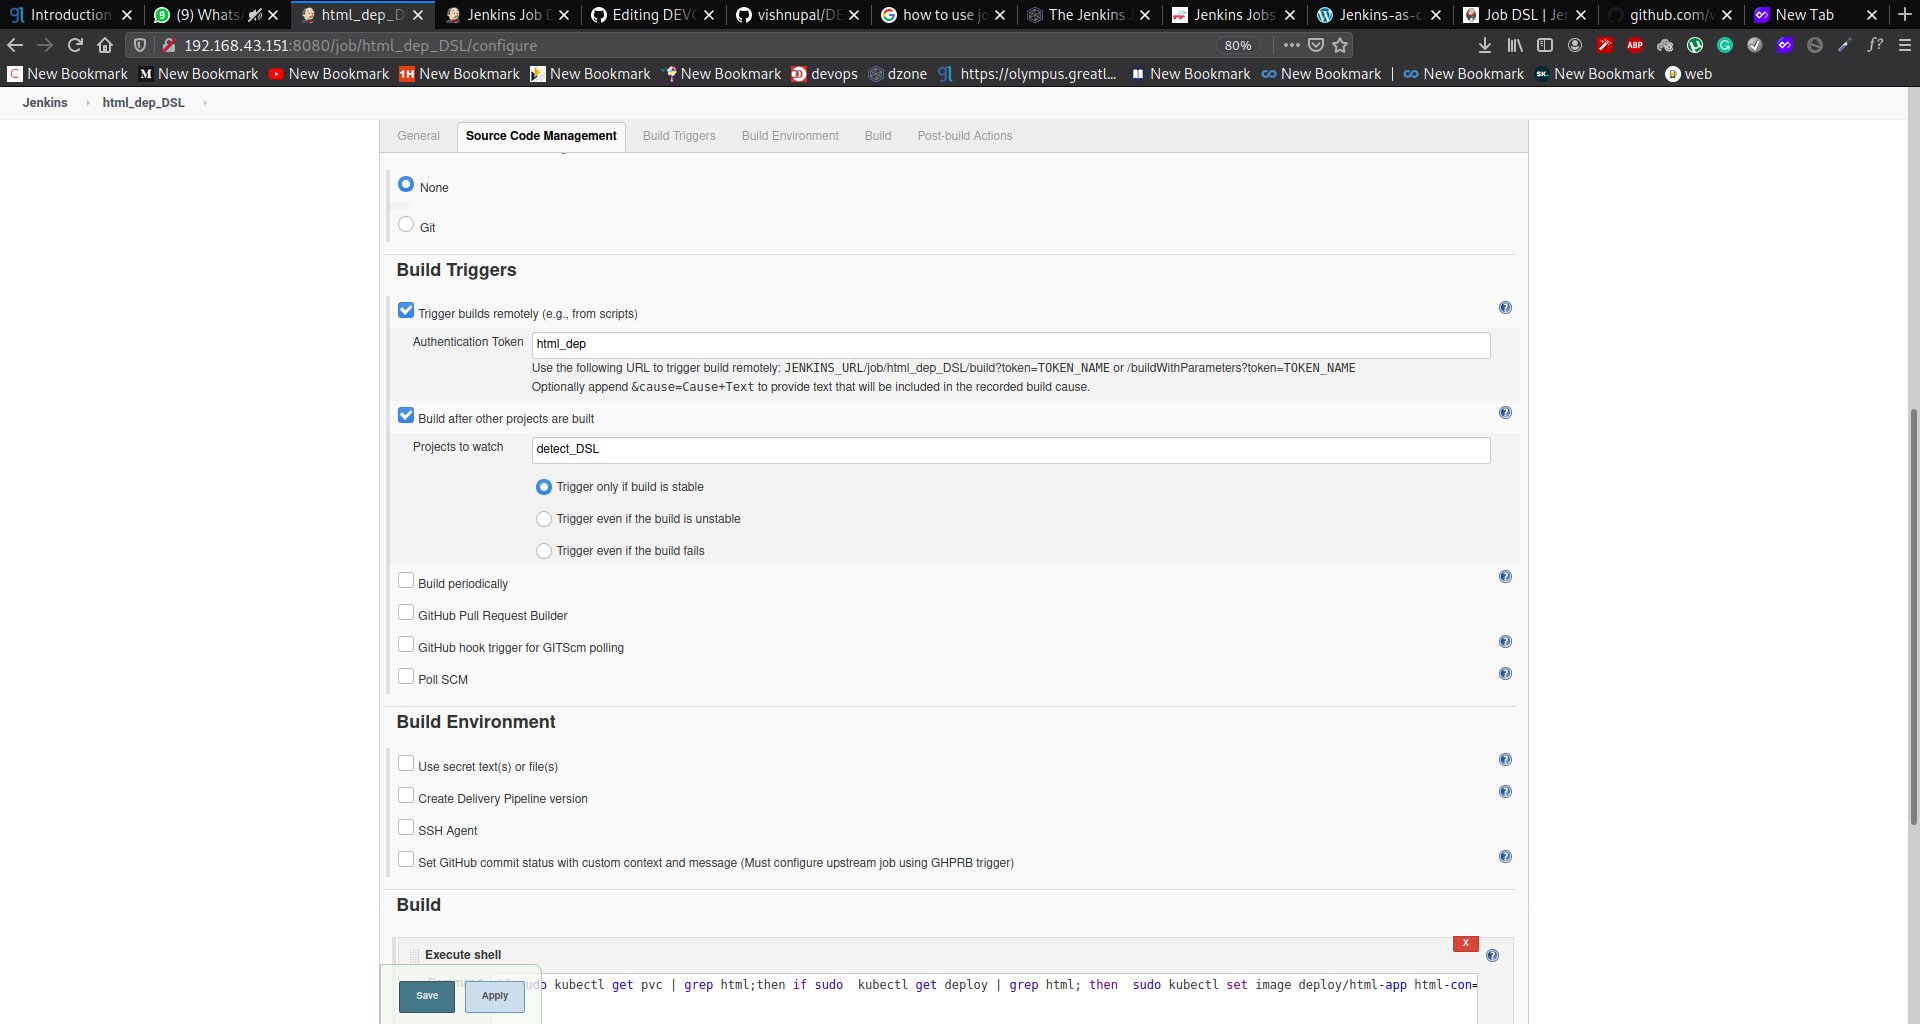 Introduction
(9) Whats
html_dep_D
Jenkins Job D
Editing DEVO
vishnupal/DE
how to use jo
The Jenkins J
Jenkins Jobs
Jenkins-as-c
Job DSL | Jen
github.com/v
New Tab
192.168.43.151:8080/job/html_dep_DSL/configure
80%
New Bookmark
M New Bookmark
New Bookmark
1H New Bookmark
New Bookmark
New Bookmark
devops
dzone
gl https://olympus.greatl...
New Bookmark
New Bookmark
|
New Bookmark
SK. New Bookmark
web
Jenkins
html_dep_DSL
General
Source Code Management
Build Triggers
Build Environment
Build
Post-build Actions
None
Git
Build Triggers
Trigger builds remotely (e.g., from scripts)
Authentication Token
html_dep
Use the following URL to trigger build remotely: JENKINS_URL/job/html_dep_DSL/build?token=TOKEN_NAME or /buildWithParameters?token=TOKEN_NAME
Optionally append &cause=Cause+Text to provide text that will be included in the recorded build cause.
Build after other projects are built
Projects to watch
detect_DSL
Trigger only if build is stable
Trigger even if the build is unstable
Trigger even if the build fails
Build periodically
GitHub Pull Request Builder
GitHub hook trigger for GITScm polling
Poll SCM
Build Environment
Use secret text(s) or file(s)
Create Delivery Pipeline version
SSH Agent
Set GitHub commit status with custom context and message (Must configure upstream job using GHPRB trigger)
Build
X
Execute shell
kubectl get pvc | grep html;then if sudo kubectl get deploy | grep html; then sudo kubectl set image deploy/html-app html-con=
Save
Apply